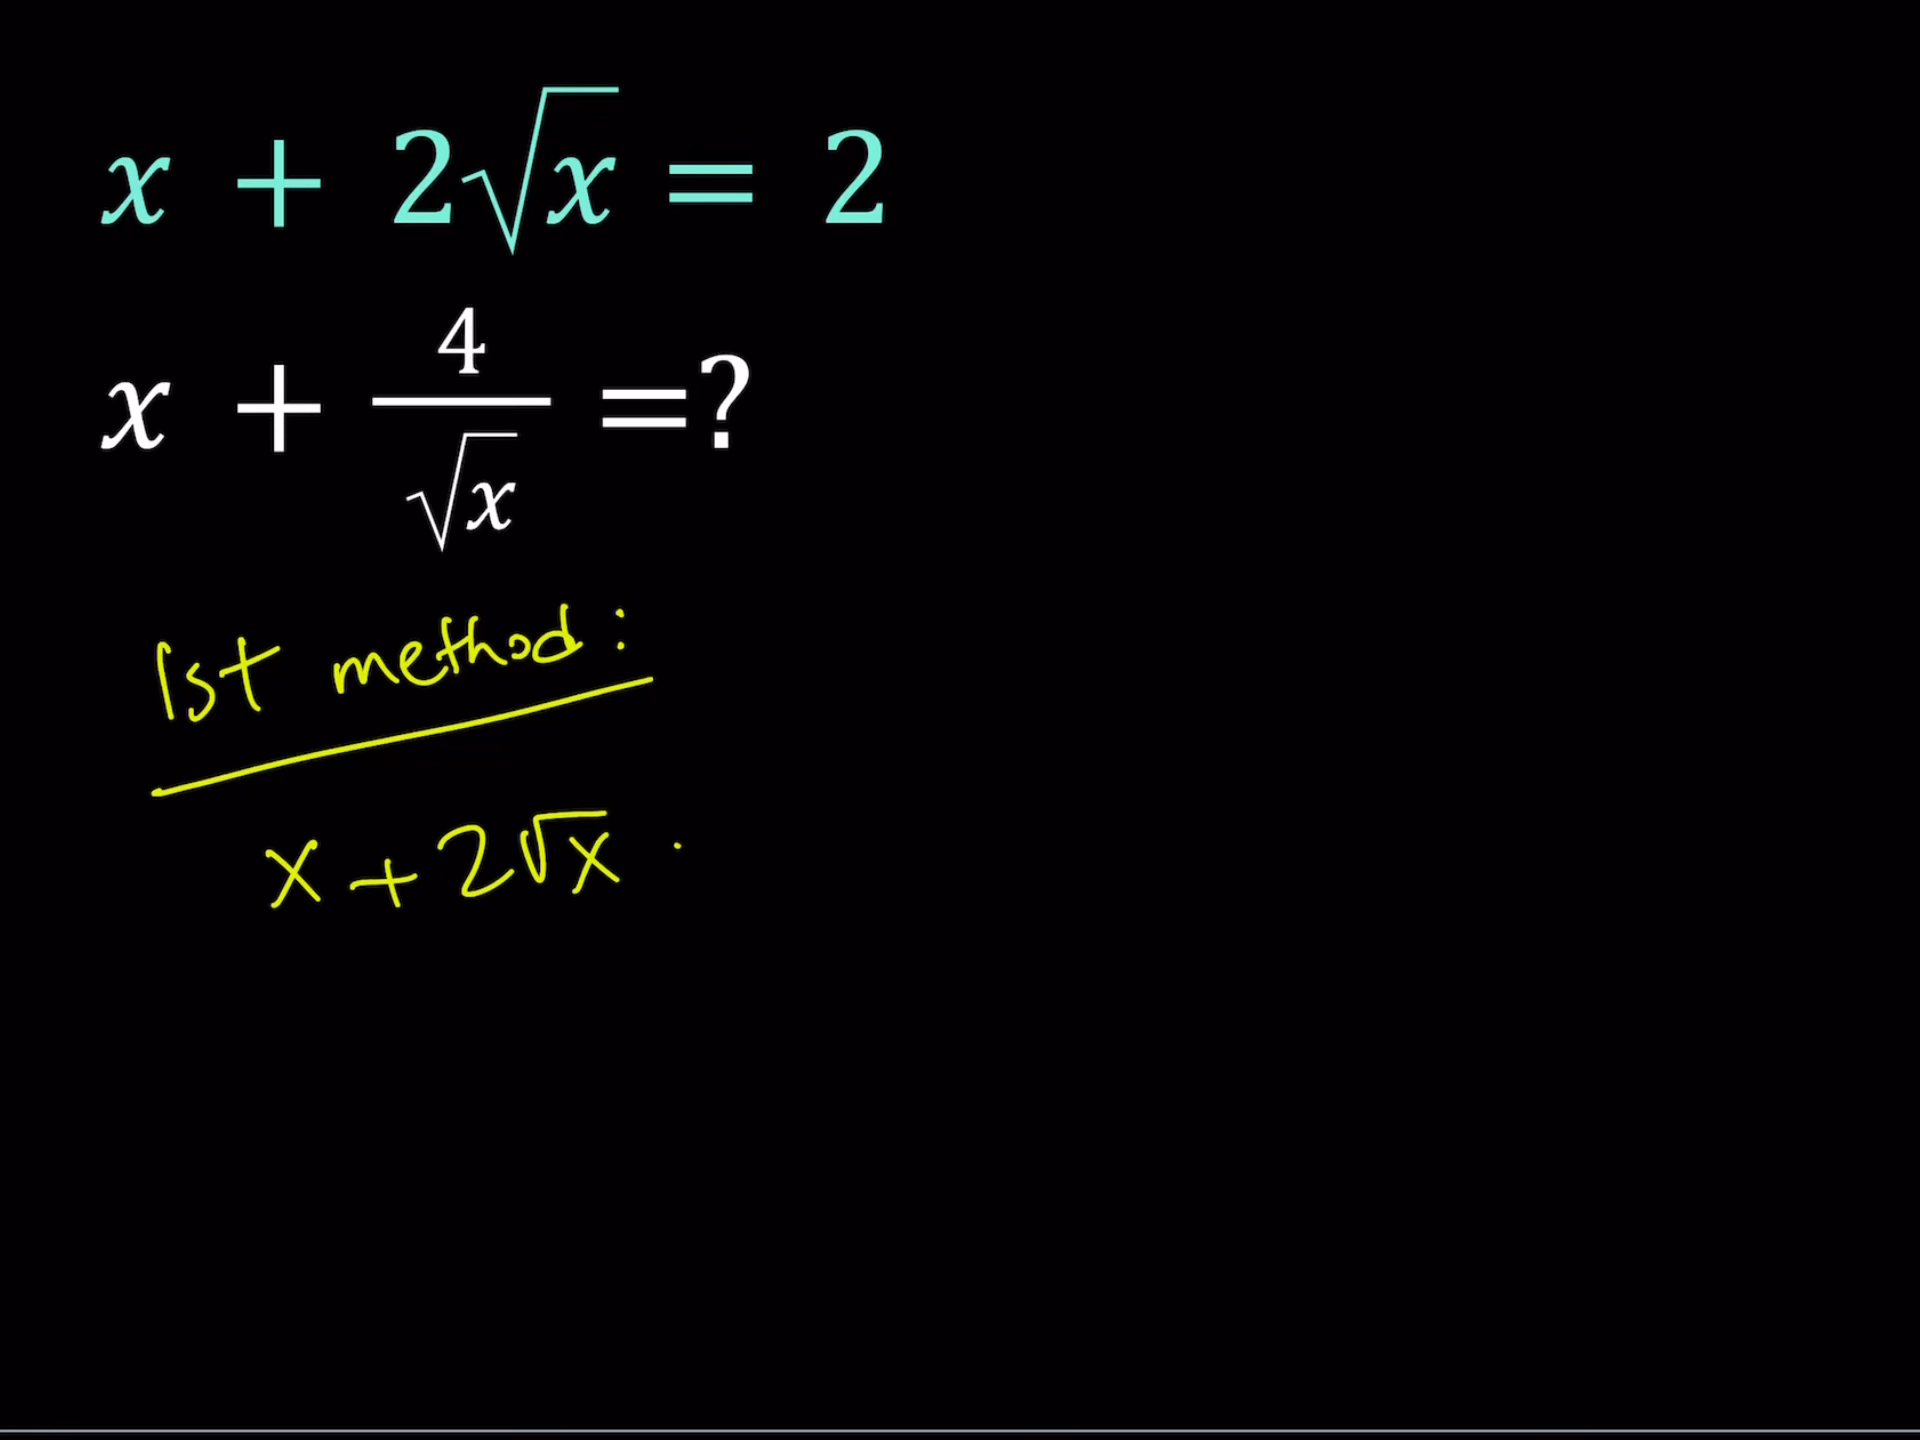 x + 2√x = 2
x + 4/√x =?
1st method:
x + 2√x